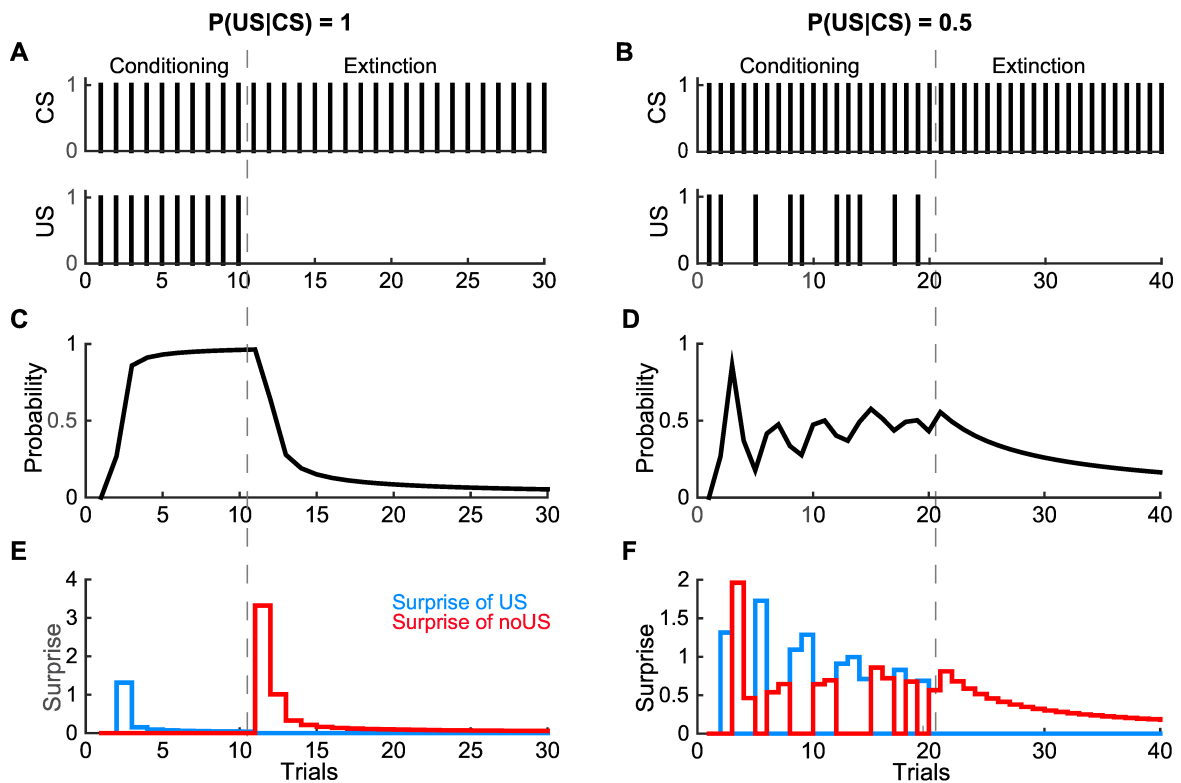 P(US|CS) = 1
P(US|CS) = 0.5
A
Conditioning
Extinction
CS
1
0
US
1
0
0 5 10 15 20 25 30
B
Conditioning
Extinction
CS
1
0
US
1
0
0 10 20 30 40
C
Probability
1
0.5
0
0 5 10 15 20 25 30
D
Probability
1
0.5
0
0 10 20 30 40
E
Surprise
4
3
2
1
0
Surprise of US
Surprise of noUS
0 5 10 15 20 25 30
Trials
F
Surprise
2
1.5
1
0.5
0
0 10 20 30 40
Trials